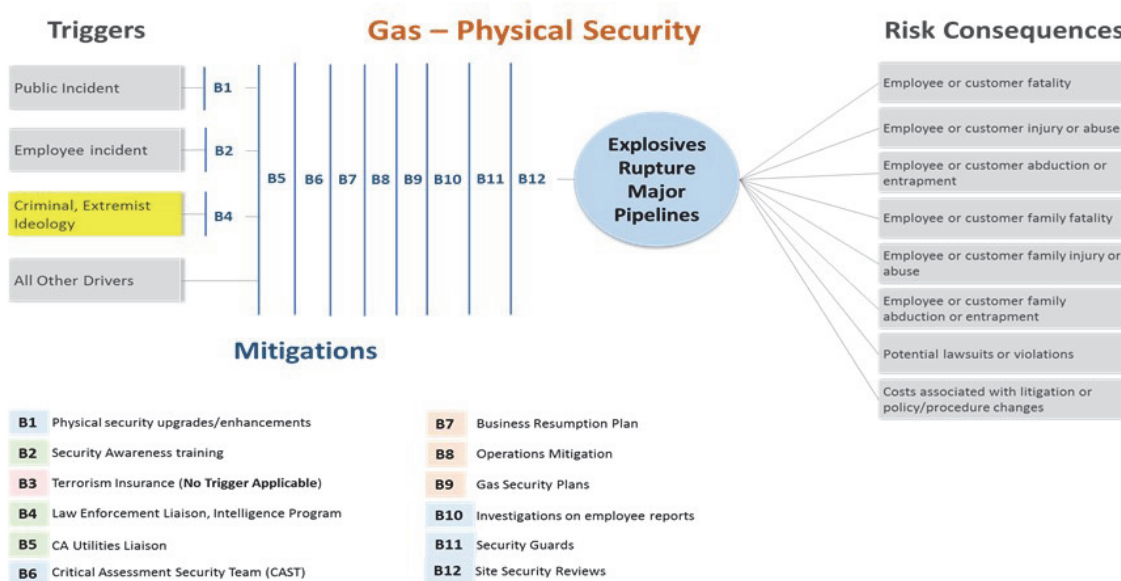 Triggers
Gas – Physical Security
Risk Consequences
Public Incident
B1
Employee incident
B2
Criminal, Extremist
Ideology
B4
All Other Drivers
B5
B6
B7
B8
B9
B10
B11
B12
Explosives
Rupture
Major
Pipelines
Employee or customer fatality
Employee or customer injury or abuse
Employee or customer abduction or
entrapment
Employee or customer family fatality
Employee or customer family injury or
abuse
Employee or customer family
abduction or entrapment
Potential lawsuits or violations
Costs associated with litigation or
policy/procedure changes
Mitigations
B1 Physical security upgrades/enhancements
B2 Security Awareness training
B3 Terrorism Insurance (No Trigger Applicable)
B4 Law Enforcement Liaison, Intelligence Program
B5 CA Utilities Liaison
B6 Critical Assessment Security Team (CAST)
B7 Business Resumption Plan
B8 Operations Mitigation
B9 Gas Security Plans
B10 Investigations on employee reports
B11 Security Guards
B12 Site Security Reviews